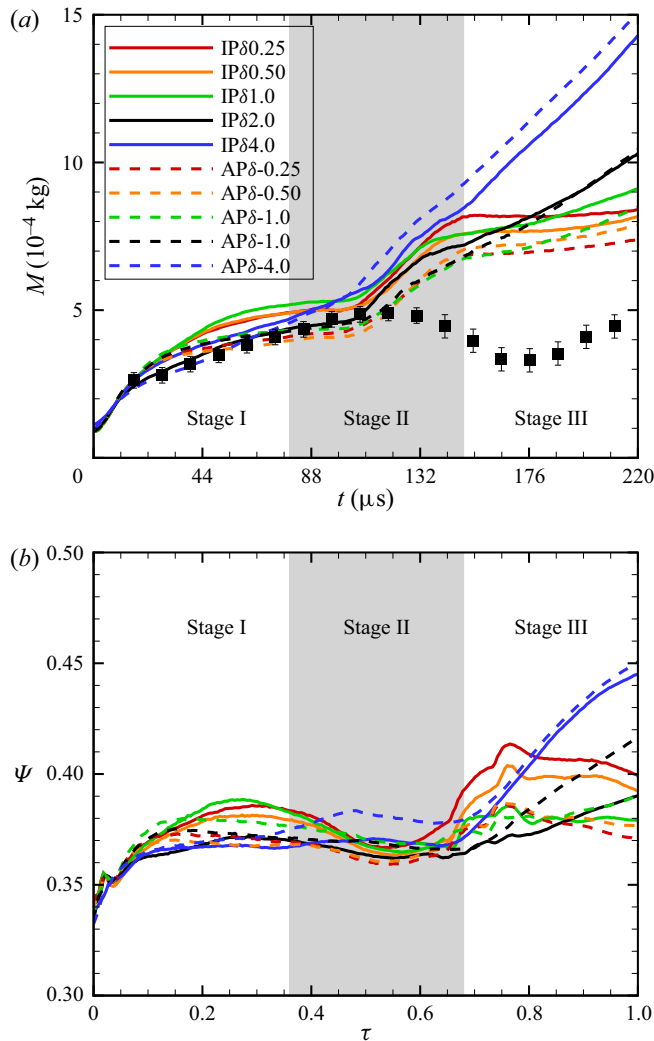 (a)
15
IPδ0.25
IPδ0.50
IPδ1.0
IPδ2.0
IPδ4.0
APδ-0.25
APδ-0.50
APδ-1.0
APδ-1.0
APδ-4.0
10
M (10⁻⁴ kg)
5
Stage I Stage II Stage III
0 44 88 132 176 220
t (μs)
(b)
0.50
Stage I Stage II Stage III
0.45
Ψ 0.40
0.35
0.30
0 0.2 0.4 0.6 0.8 1.0
τ